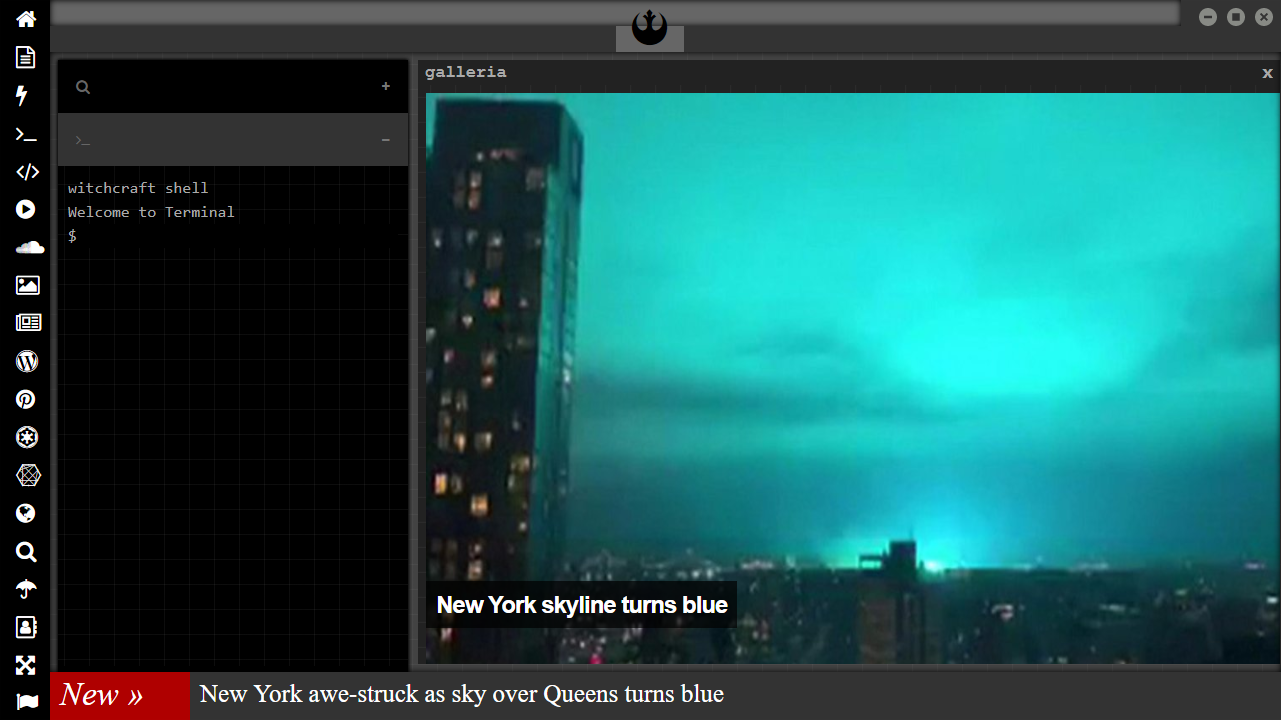 galleria x
+
>_ −
witchcraft shell
Welcome to Terminal
$
New York skyline turns blue
New » New York awe-struck as sky over Queens turns blue